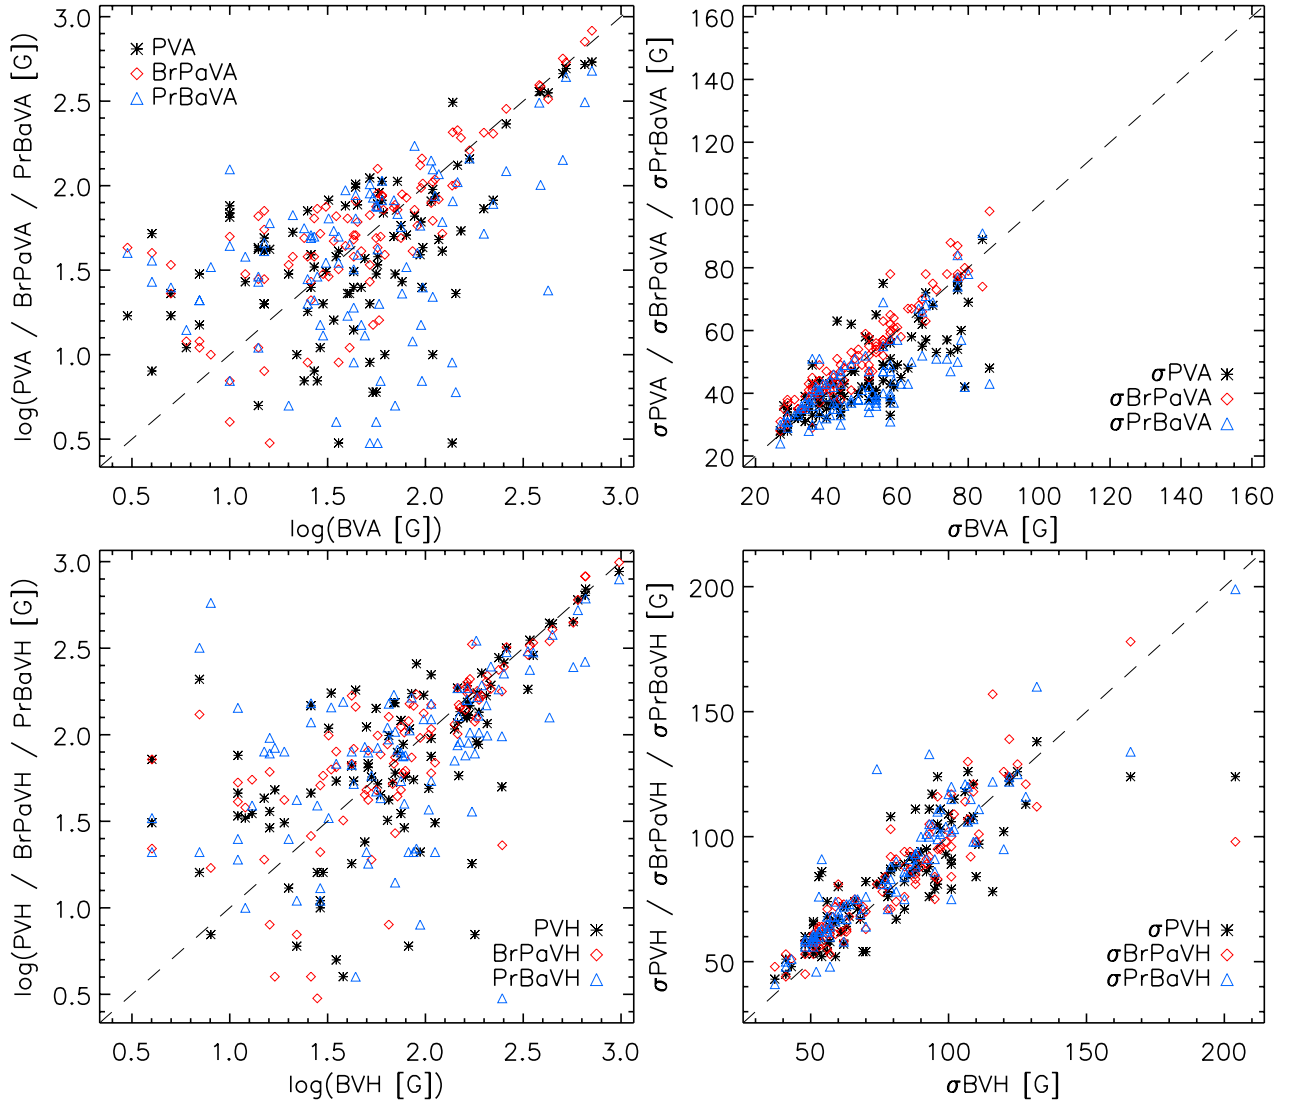 log(PVA / BrPaVA / PrBaVA [G])
3.0
2.5
2.0
1.5
1.0
0.5
PVA
BrPaVA
PrBaVA
0.5 1.0 1.5 2.0 2.5 3.0
log(BVA [G])
σPVA / σBrPaVA / σPrBaVA [G]
160
140
120
100
80
60
40
20
σPVA
σBrPaVA
σPrBaVA
20 40 60 80 100 120 140 160
σBVA [G]
log(PVH / BrPaVH / PrBaVH [G])
3.0
2.5
2.0
1.5
1.0
0.5
PVH
BrPaVH
PrBaVH
0.5 1.0 1.5 2.0 2.5 3.0
log(BVH [G])
σPVH / σBrPaVH / σPrBaVH [G]
200
150
100
50
σPVH
σBrPaVH
σPrBaVH
50 100 150 200
σBVH [G]